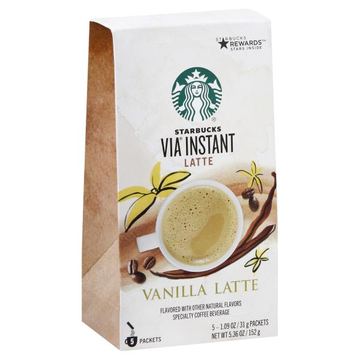 STARBUCKS
REWARDS™
STARS INSIDE
STARBUCKS
VIA® INSTANT
LATTE
VANILLA LATTE
FLAVORED WITH OTHER NATURAL FLAVORS
SPECIALTY COFFEE BEVERAGE
5 - 1.09 OZ / 31 g PACKETS
NET WT 5.36 OZ / 152 g
5
PACKETS